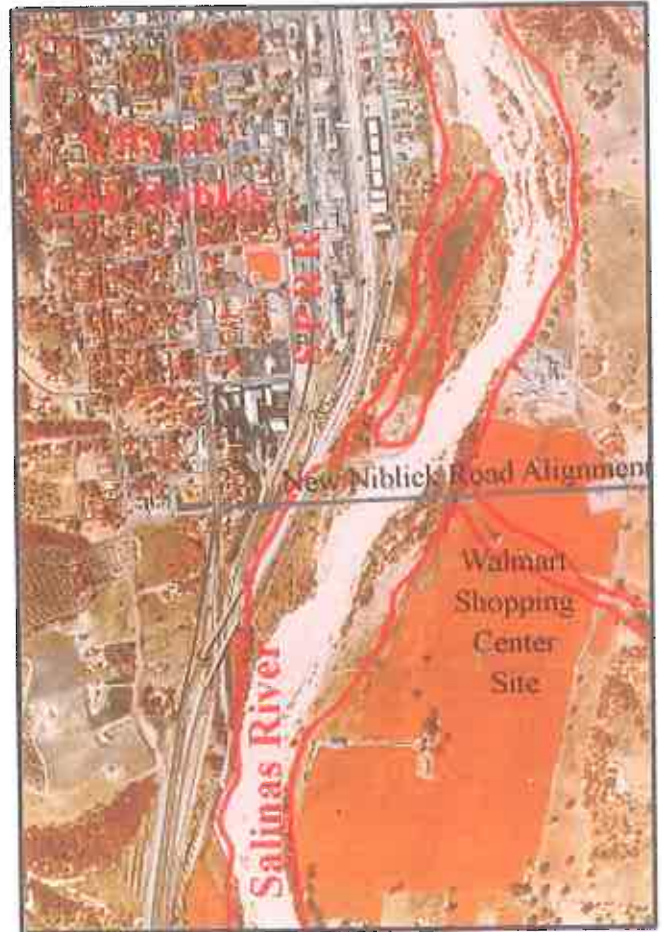 City of
Paso Robles
SPRR
New Niblick Road Alignment
Walmart
Shopping
Center
Site
Salinas River